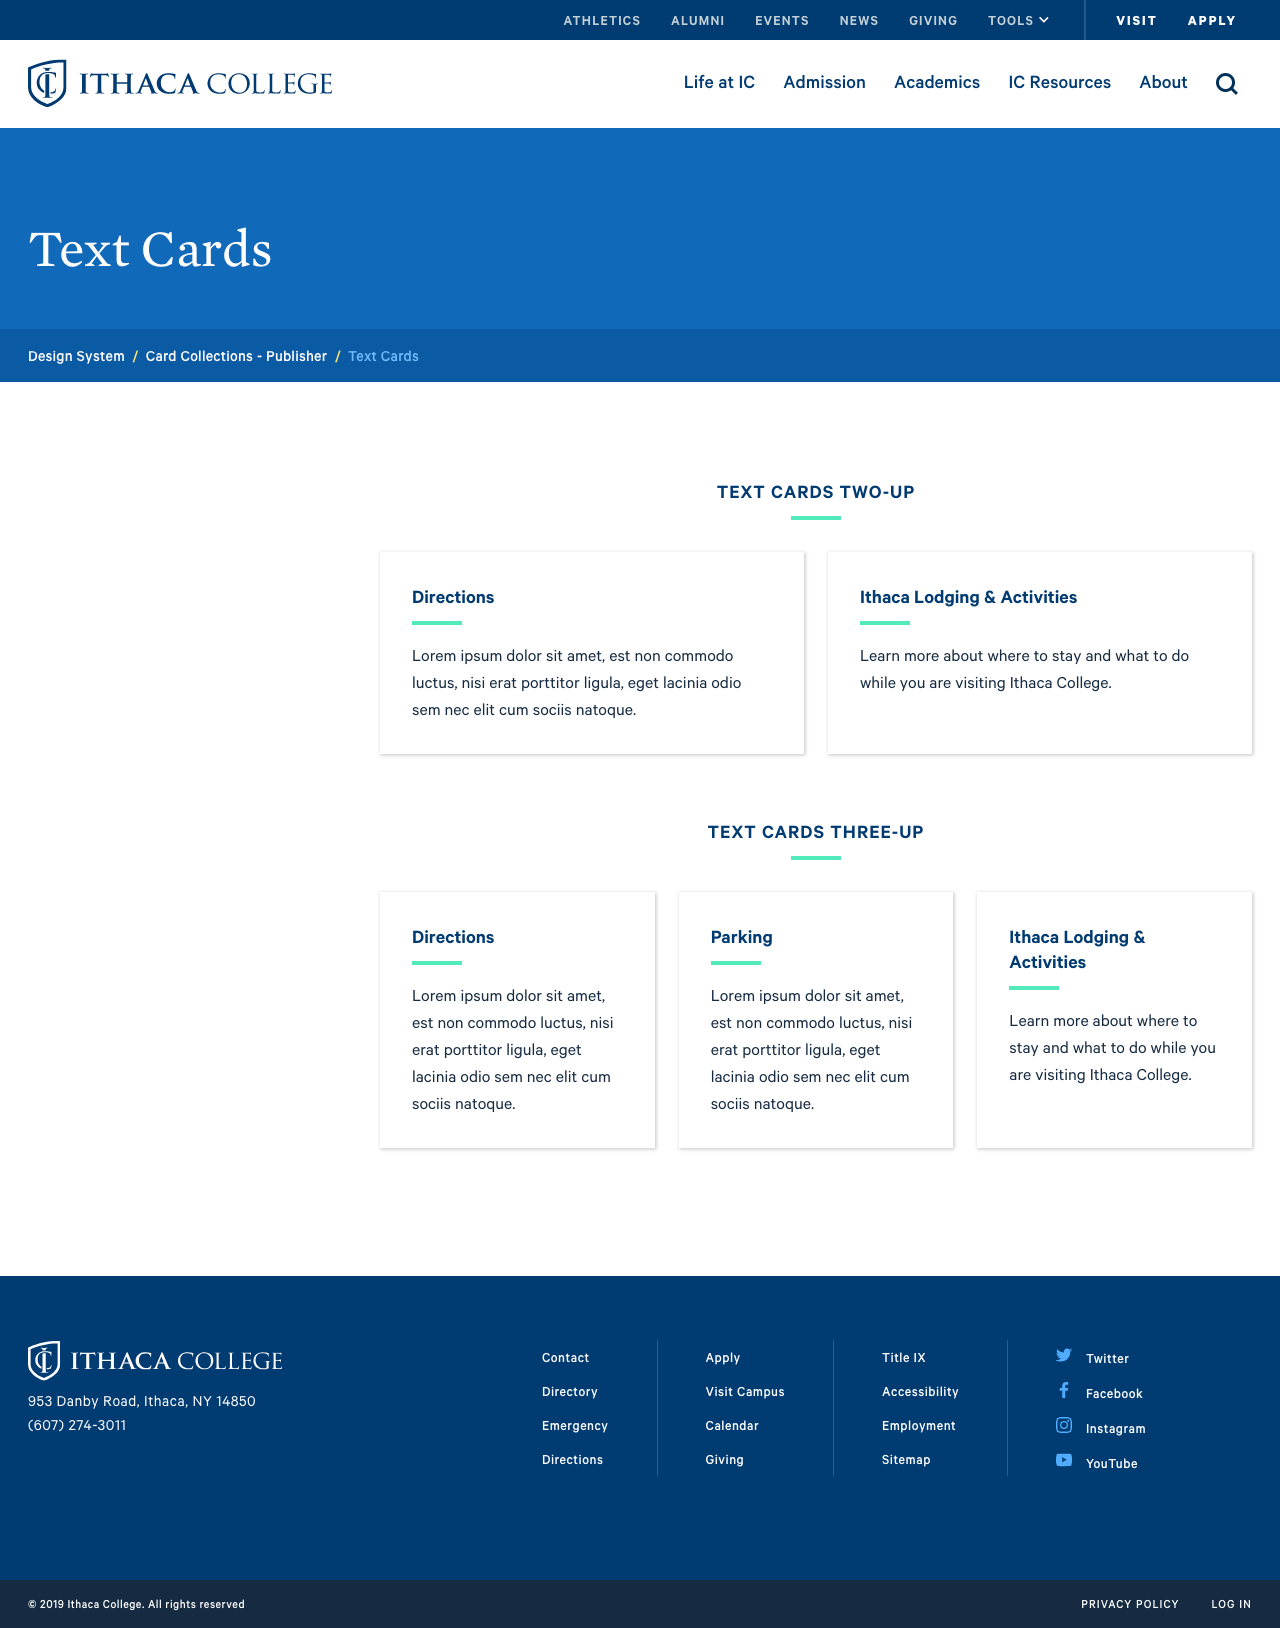 ATHLETICS ALUMNI EVENTS NEWS GIVING TOOLS VISIT APPLY
ITHACA COLLEGE
Life at IC Admission Academics IC Resources About
Text Cards
Design System / Card Collections - Publisher / Text Cards
TEXT CARDS TWO-UP
Directions
Lorem ipsum dolor sit amet, est non commodo
luctus, nisi erat porttitor ligula, eget lacinia odio
sem nec elit cum sociis natoque.
Ithaca Lodging & Activities
Learn more about where to stay and what to do
while you are visiting Ithaca College.
TEXT CARDS THREE-UP
Directions
Lorem ipsum dolor sit amet,
est non commodo luctus, nisi
erat porttitor ligula, eget
lacinia odio sem nec elit cum
sociis natoque.
Parking
Lorem ipsum dolor sit amet,
est non commodo luctus, nisi
erat porttitor ligula, eget
lacinia odio sem nec elit cum
sociis natoque.
Ithaca Lodging &
Activities
Learn more about where to
stay and what to do while you
are visiting Ithaca College.
ITHACA COLLEGE
953 Danby Road, Ithaca, NY 14850
(607) 274-3011
Contact
Directory
Emergency
Directions
Apply
Visit Campus
Calendar
Giving
Title IX
Accessibility
Employment
Sitemap
Twitter
Facebook
Instagram
YouTube
© 2019 Ithaca College. All rights reserved
PRIVACY POLICY LOG IN